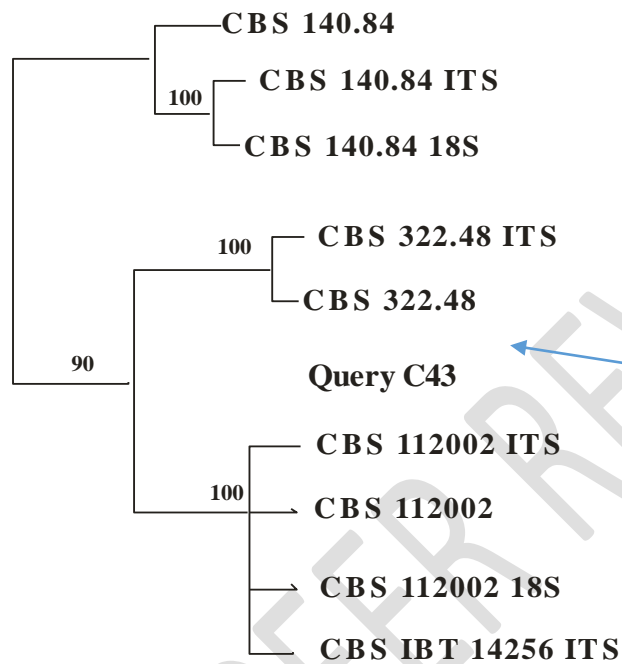 CBS 140.84
CBS 140.84 ITS
100
CBS 140.84 18S
CBS 322.48 ITS
100
CBS 322.48
90
Query C43
CBS 112002 ITS
100
CBS 112002
CBS 112002 18S
CBS IBT 14256 ITS